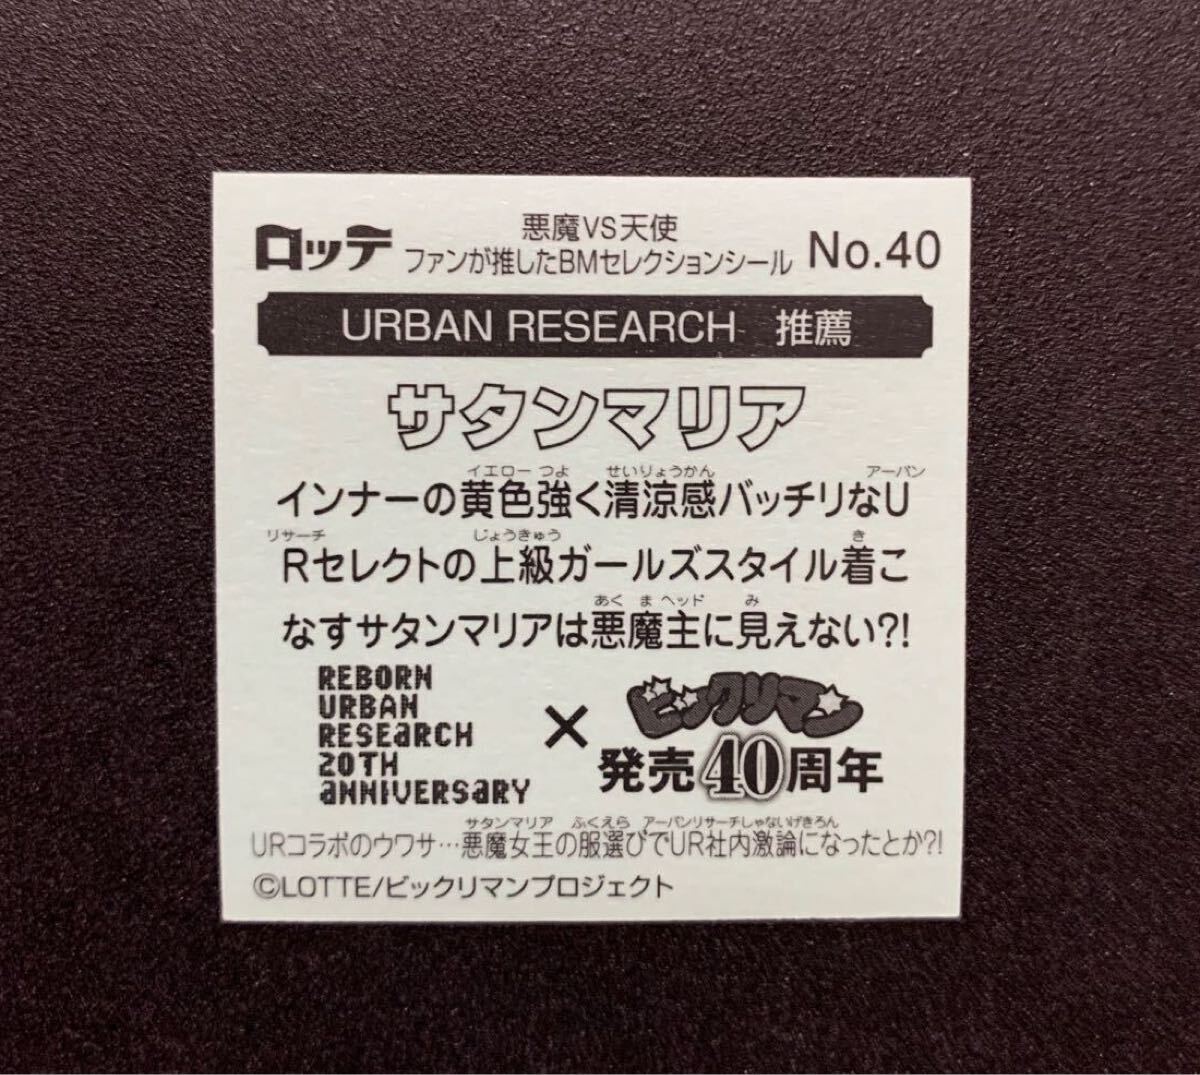 ロッテ
悪魔VS天使
ファンが推したBMセレクションシール
No.40
URBAN RESEARCH 推薦
サタンマリア
イエロー つよ せいりょうかん アーバン
インナーの黄色強く清涼感バッチリなU
リサーチ じょうきゅう き
Rセレクトの上級ガールズスタイル着こ
あく ま ヘッド み
なすサタンマリアは悪魔主に見えない?!
REBORN
URBAN
RESEARCH
20TH
ANNIVERSARY
×
ビックリマン
発売40周年
サタンマリア ふくえら アーバンリサーチしゃないげきろん
URコラボのウワサ…悪魔女王の服選びでUR社内激論になったとか?!
©LOTTE/ビックリマンプロジェクト